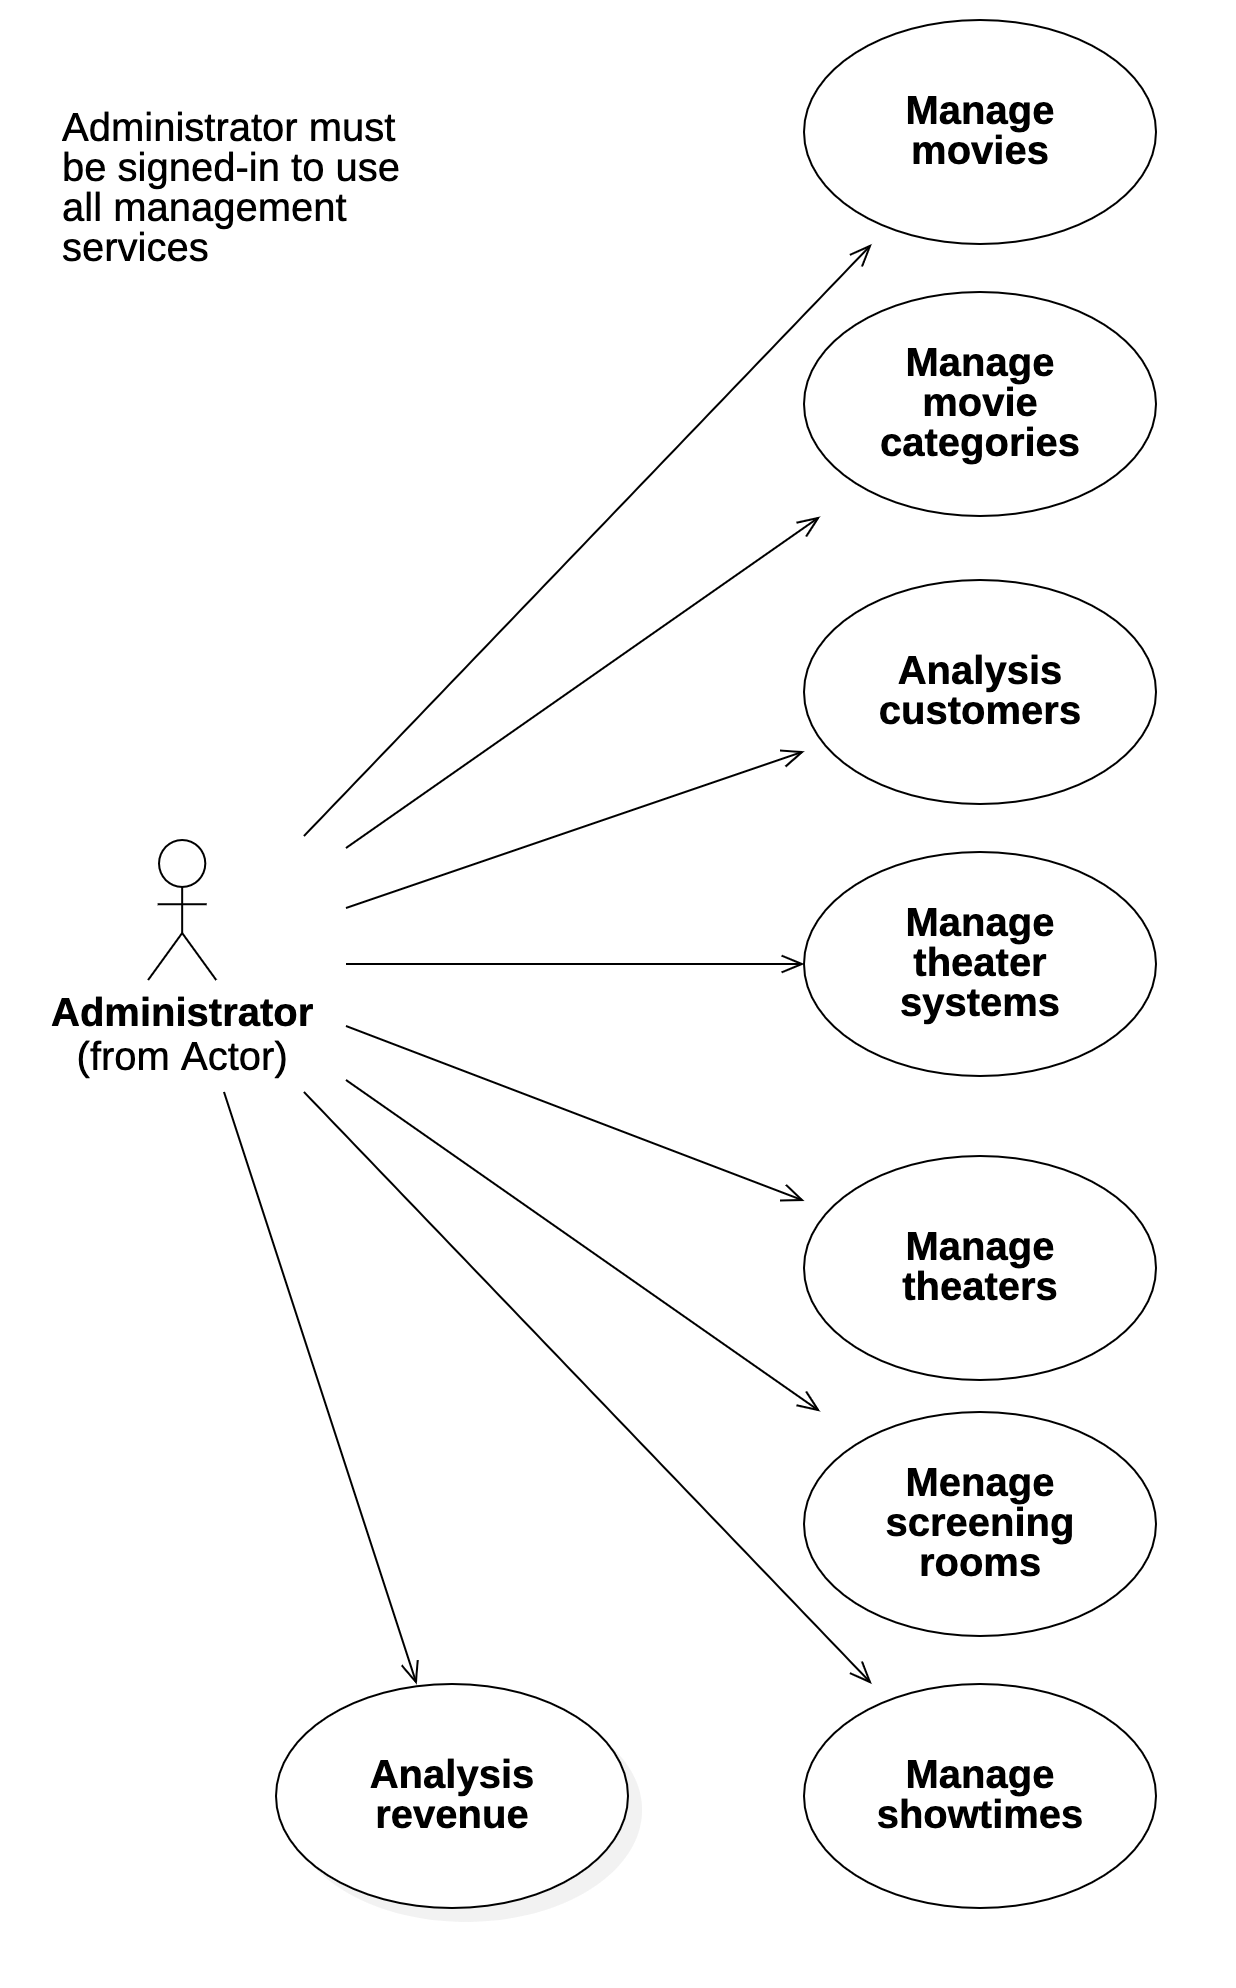 Administrator must
be signed-in to use
all management
services
Manage
movies
Manage
movie
categories
Analysis
customers
Manage
theater
systems
Administrator
(from Actor)
Manage
theaters
Menage
screening
rooms
Analysis
revenue
Manage
showtimes